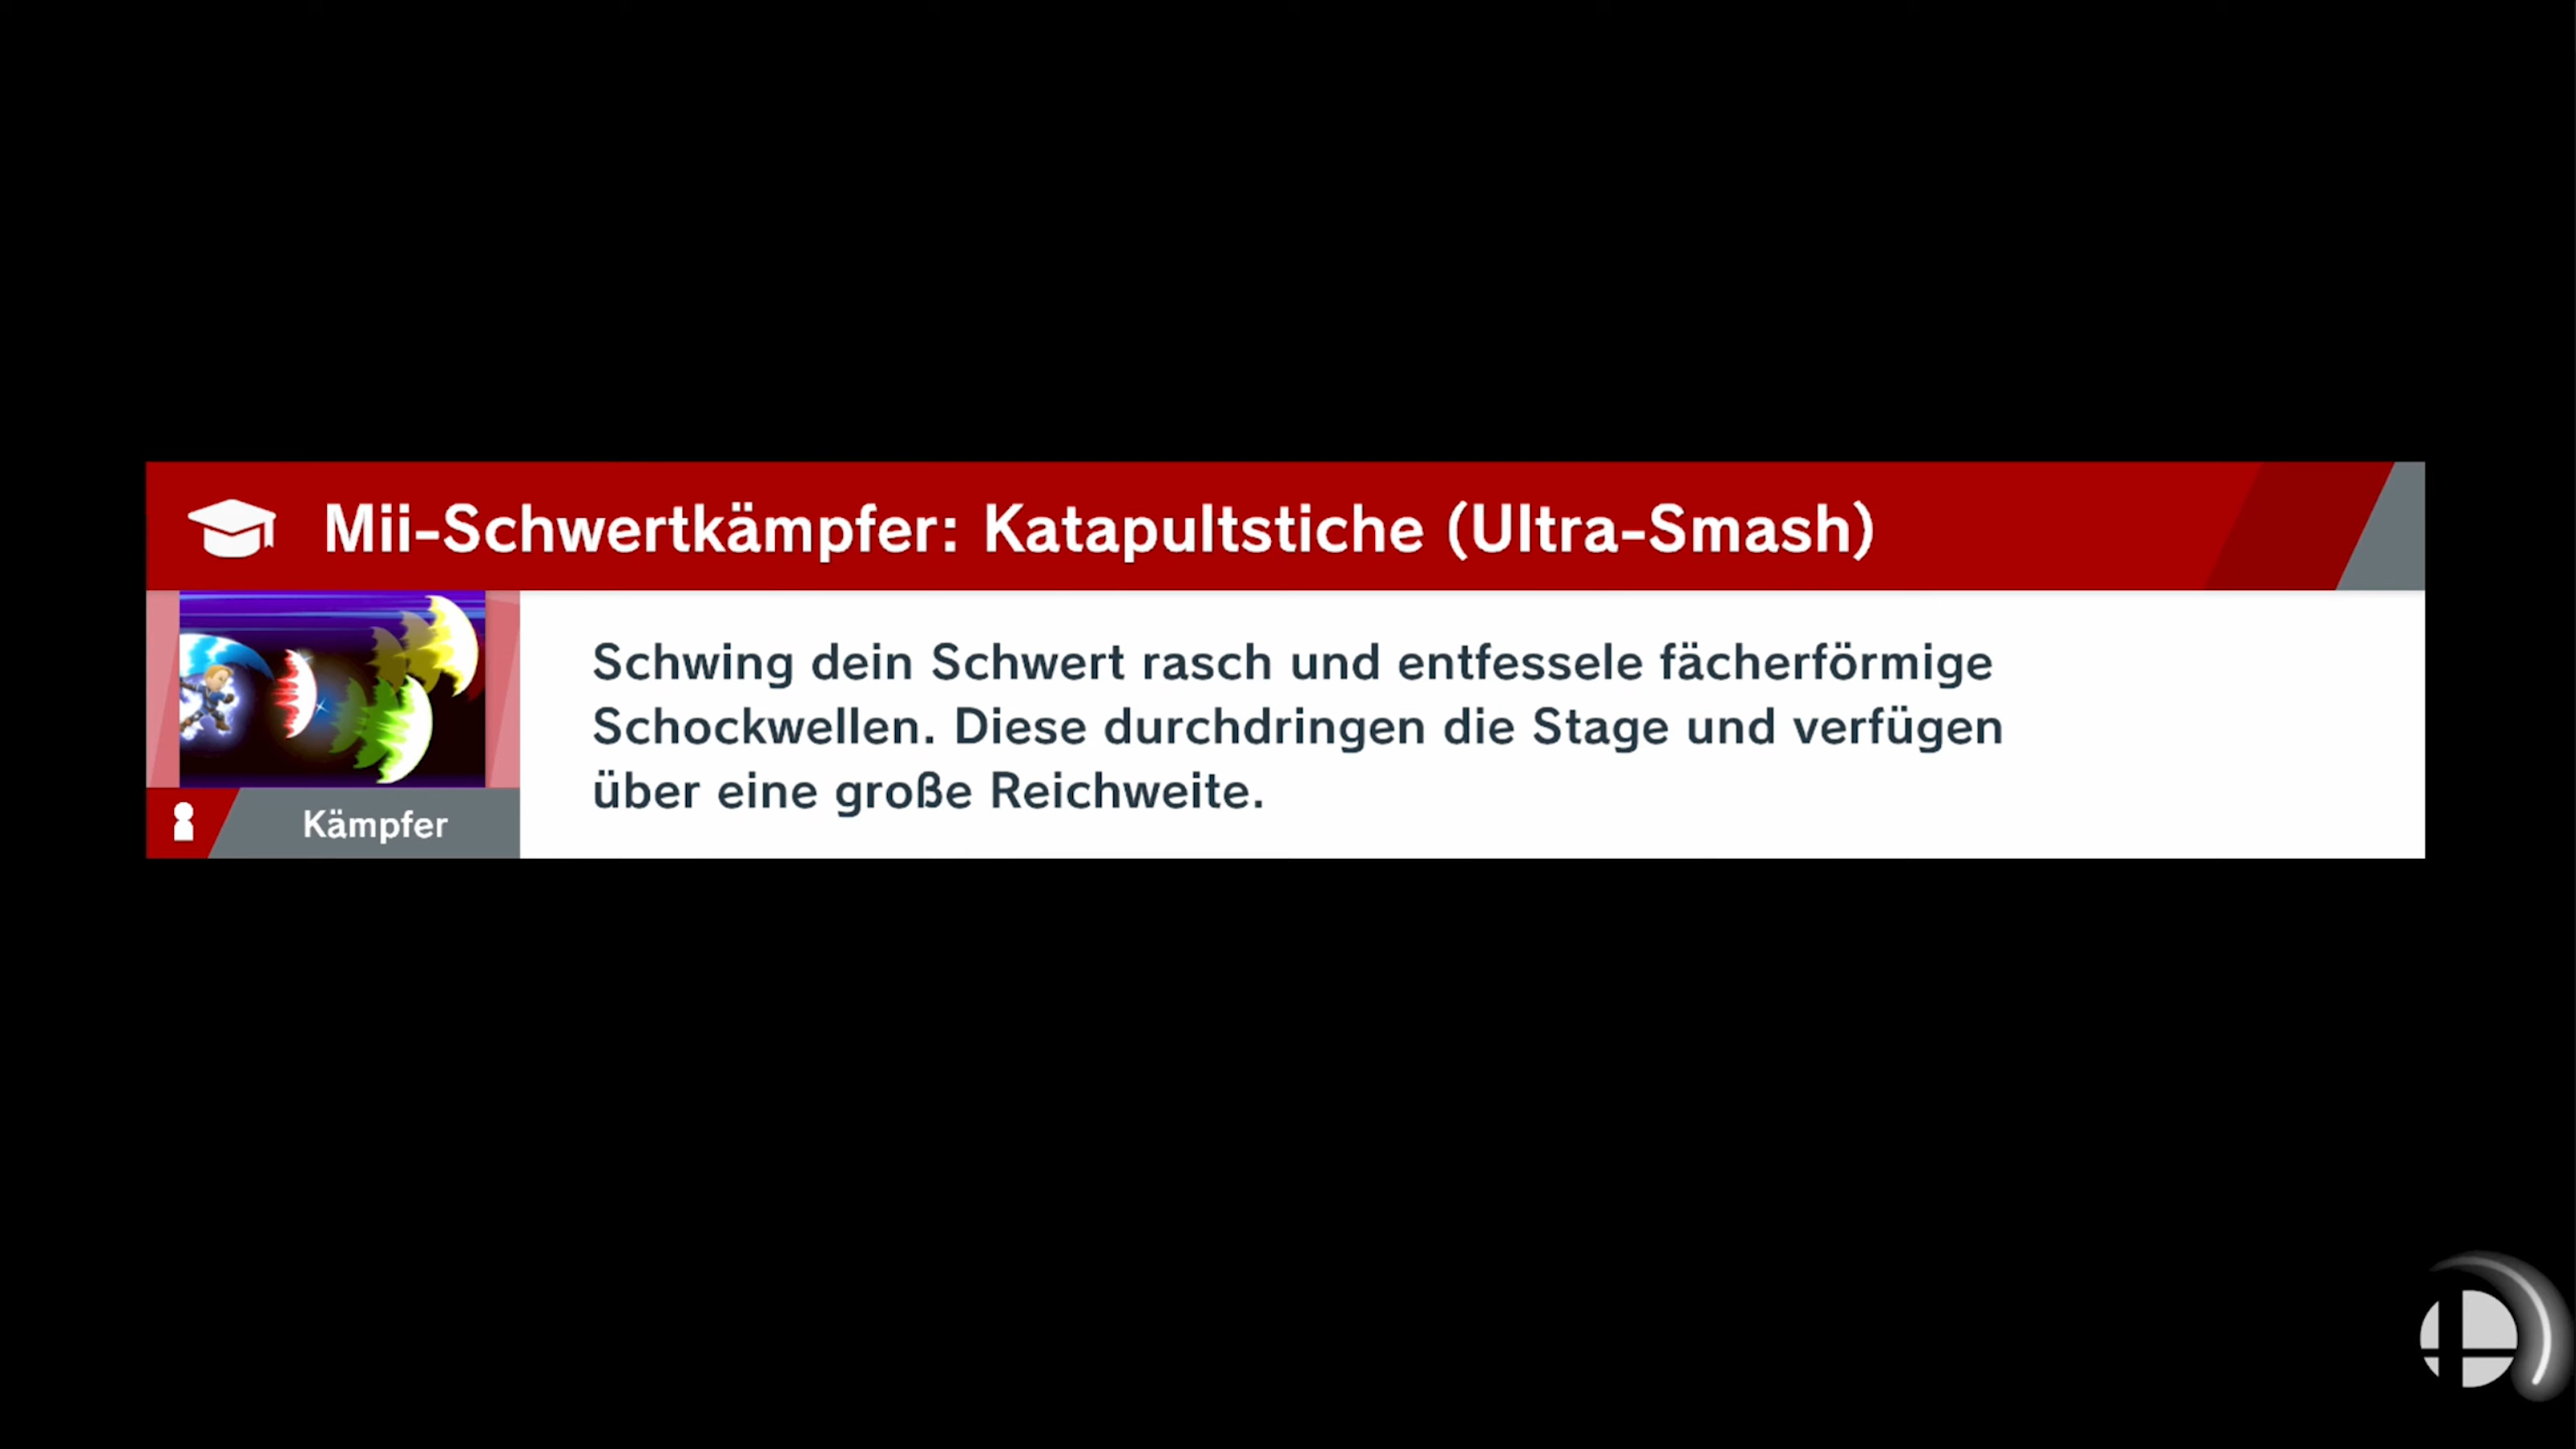 Mii-Schwertkämpfer: Katapultstiche (Ultra-Smash)
Schwing dein Schwert rasch und entfessele fächerförmige
Schockwellen. Diese durchdringen die Stage und verfügen
über eine große Reichweite.
Kämpfer